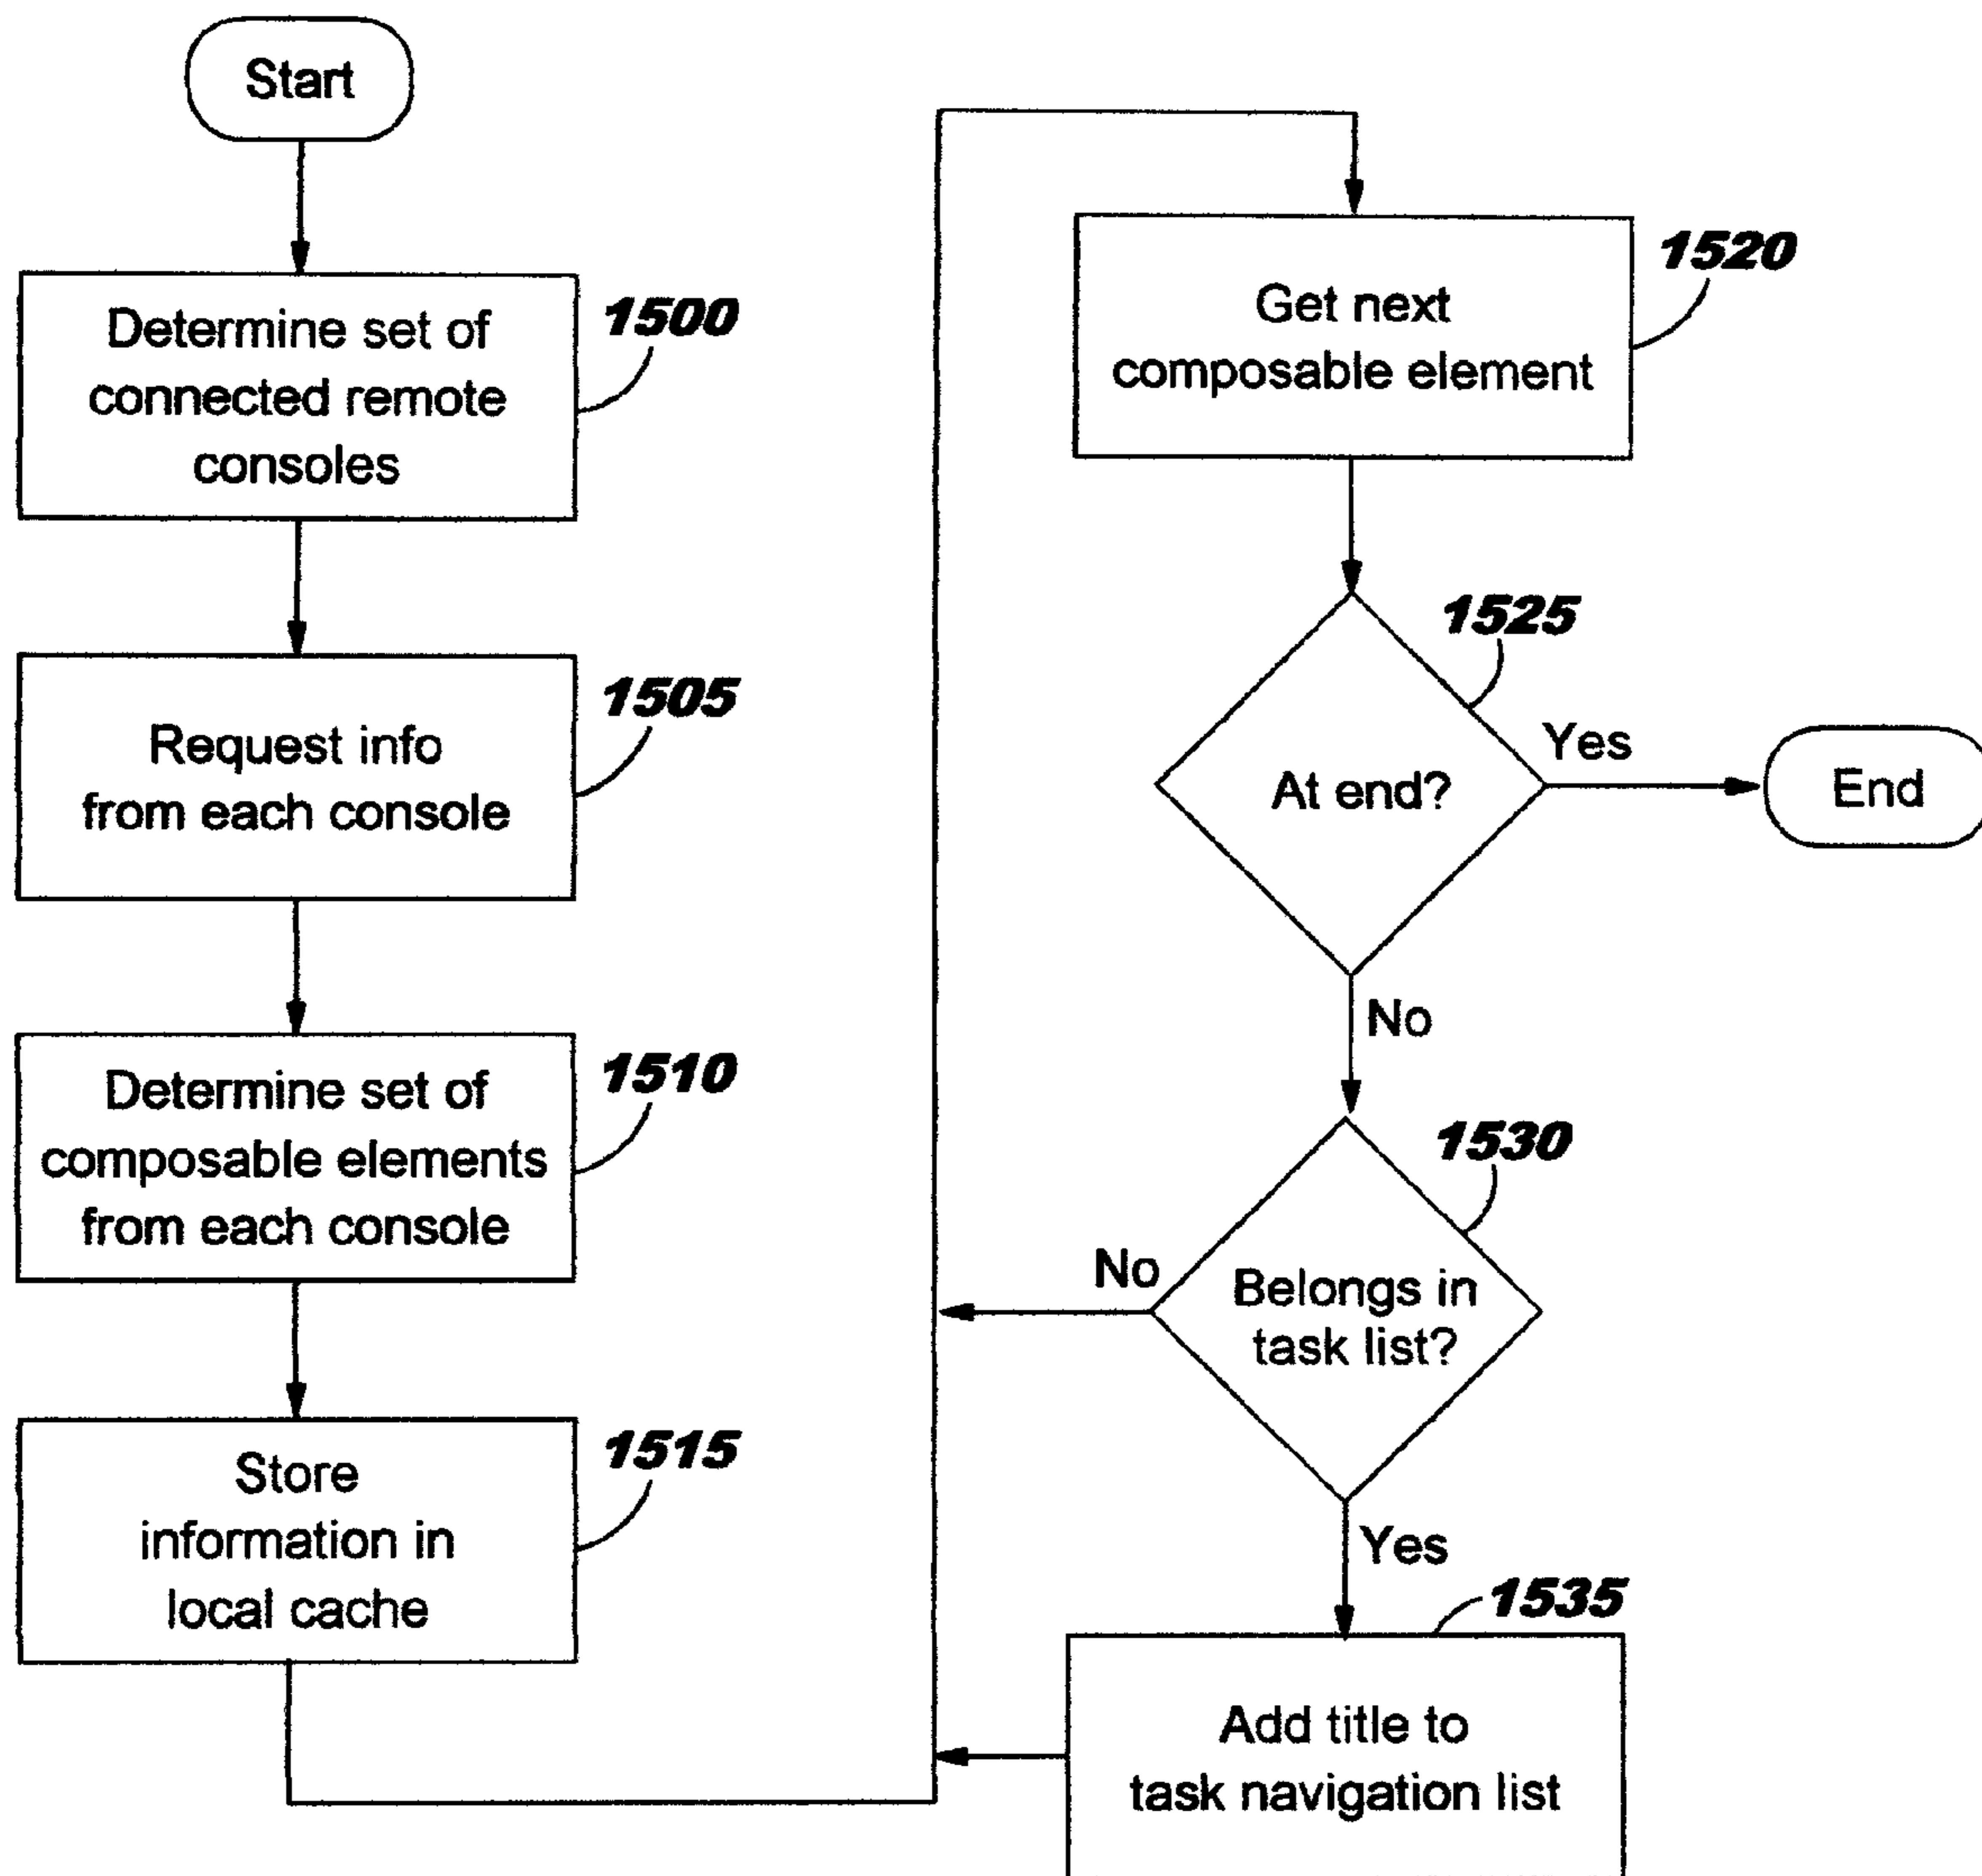 Start
Determine set of
connected remote
consoles
1500
Request info
from each console
1505
Determine set of
composable elements
from each console
1510
Store
information in
local cache
1515
Get next
composable element
1520
At end?
1525
Yes
End
No
Belongs in
task list?
1530
No
Yes
Add title to
task navigation list
1535